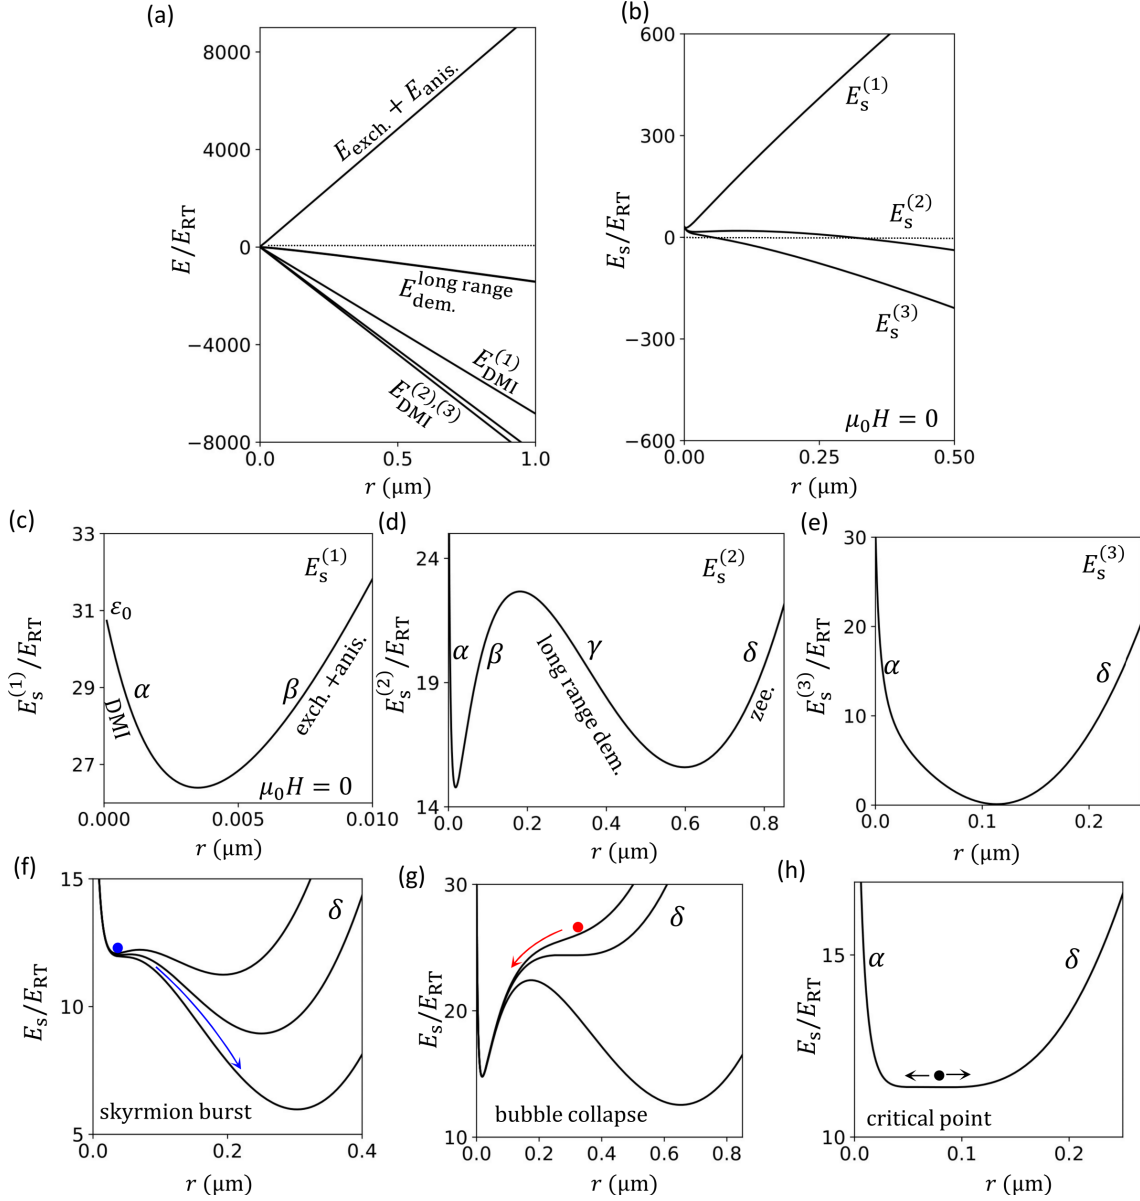 (a)
8000
4000
0
−4000
−8000
E/E_RT
E_exch. + E_anis.
E_dem.^long range
E_DMI^(1)
E_DMI^(2),(3)
0.0 0.5 1.0
r (μm)
(b)
600
300
0
−300
−600
E_s/E_RT
E_s^(1)
E_s^(2)
E_s^(3)
μ₀H = 0
0.00 0.25 0.50
r (μm)
(c)
33
31
29
27
E_s^(1)/E_RT
E_s^(1)
ε₀
α
β
DMI
exch. +anis.
μ₀H = 0
0.000 0.005 0.010
r (μm)
(d)
24
19
14
E_s^(2)/E_RT
E_s^(2)
α
β
γ
δ
long range dem.
zee.
0.0 0.2 0.4 0.6 0.8
r (μm)
(e)
30
20
10
0
E_s^(3)/E_RT
E_s^(3)
α
δ
0.0 0.1 0.2
r (μm)
(f)
15
10
5
E_s/E_RT
δ
skyrmion burst
0.0 0.2 0.4
r (μm)
(g)
30
20
10
E_s/E_RT
δ
bubble collapse
0.0 0.2 0.4 0.6 0.8
r (μm)
(h)
15
10
E_s/E_RT
α
δ
critical point
0.0 0.1 0.2
r (μm)